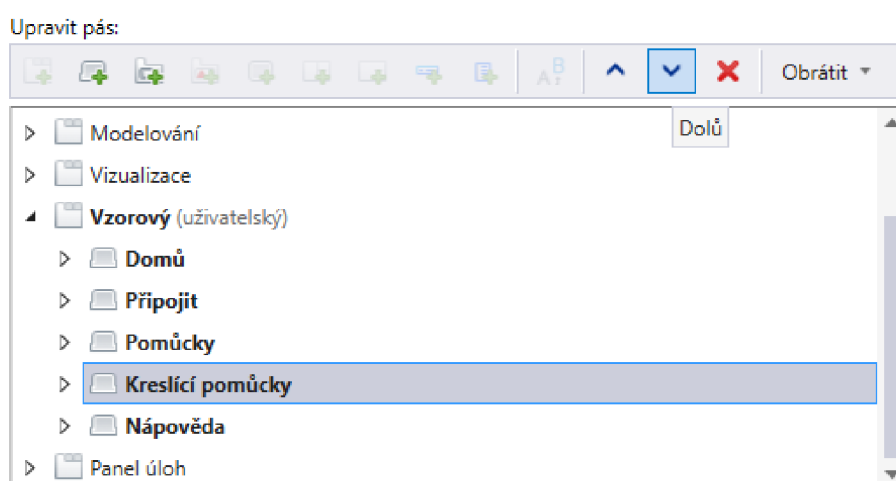 Upravit pás:
Obrátit
Dolů
Modelování
Vizualizace
Vzorový (uživatelský)
Domů
Připojit
Pomůcky
Kreslící pomůcky
Nápověda
Panel úloh